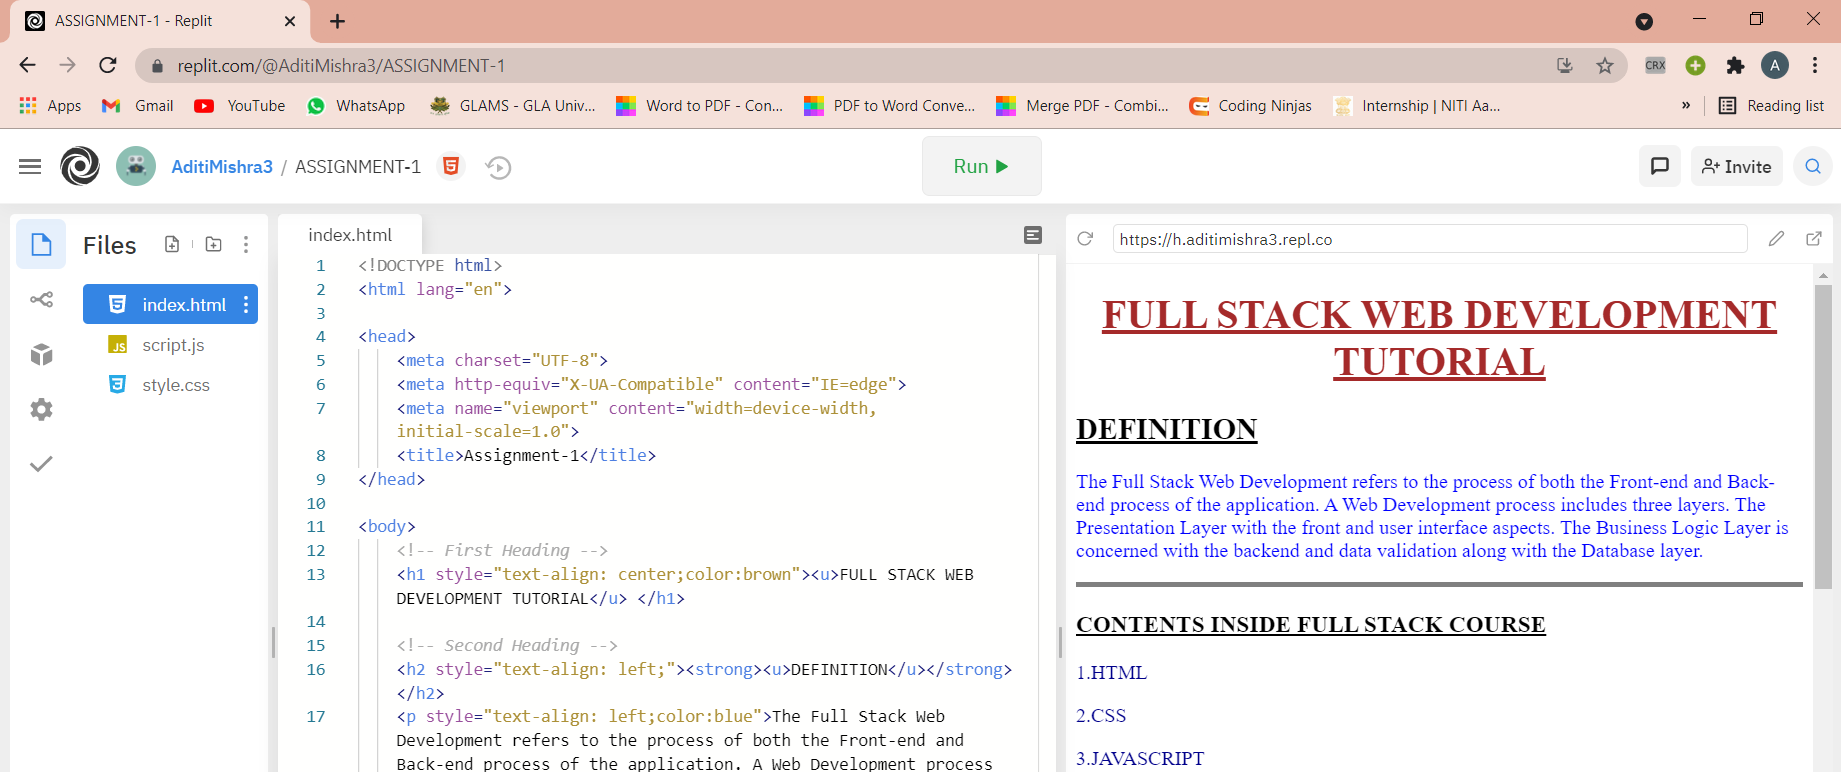 ASSIGNMENT-1 - Replit
replit.com/@AditiMishra3/ASSIGNMENT-1
CRX
A
Apps
Gmail
YouTube
WhatsApp
GLAMS - GLA Univ...
Word to PDF - Con...
PDF to Word Conve...
Merge PDF - Combi...
Coding Ninjas
Internship | NITI Aa...
»
Reading list
AditiMishra3 / ASSIGNMENT-1
Run
Invite
Files
index.html
script.js
style.css
index.html
1 <!DOCTYPE html>
2 <html lang="en">
3
4 <head>
5 <meta charset="UTF-8">
6 <meta http-equiv="X-UA-Compatible" content="IE=edge">
7 <meta name="viewport" content="width=device-width,
initial-scale=1.0">
8 <title>Assignment-1</title>
9 </head>
10
11 <body>
12 <!-- First Heading -->
13 <h1 style="text-align: center;color:brown"><u>FULL STACK WEB
DEVELOPMENT TUTORIAL</u> </h1>
14
15 <!-- Second Heading -->
16 <h2 style="text-align: left;"><strong><u>DEFINITION</u></strong>
</h2>
17 <p style="text-align: left;color:blue">The Full Stack Web
Development refers to the process of both the Front-end and
Back-end process of the application. A Web Development process
https://h.aditimishra3.repl.co
FULL STACK WEB DEVELOPMENT
TUTORIAL
DEFINITION
The Full Stack Web Development refers to the process of both the Front-end and Back-
end process of the application. A Web Development process includes three layers. The
Presentation Layer with the front and user interface aspects. The Business Logic Layer is
concerned with the backend and data validation along with the Database layer.
CONTENTS INSIDE FULL STACK COURSE
1.HTML
2.CSS
3.JAVASCRIPT